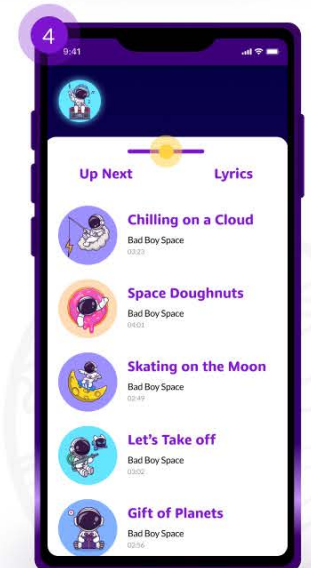 4
9:41
Up Next Lyrics
Chilling on a Cloud
Bad Boy Space
03:23
Space Doughnuts
Bad Boy Space
04:01
Skating on the Moon
Bad Boy Space
02:49
Let's Take off
Bad Boy Space
03:02
Gift of Planets
Bad Boy Space
02:56